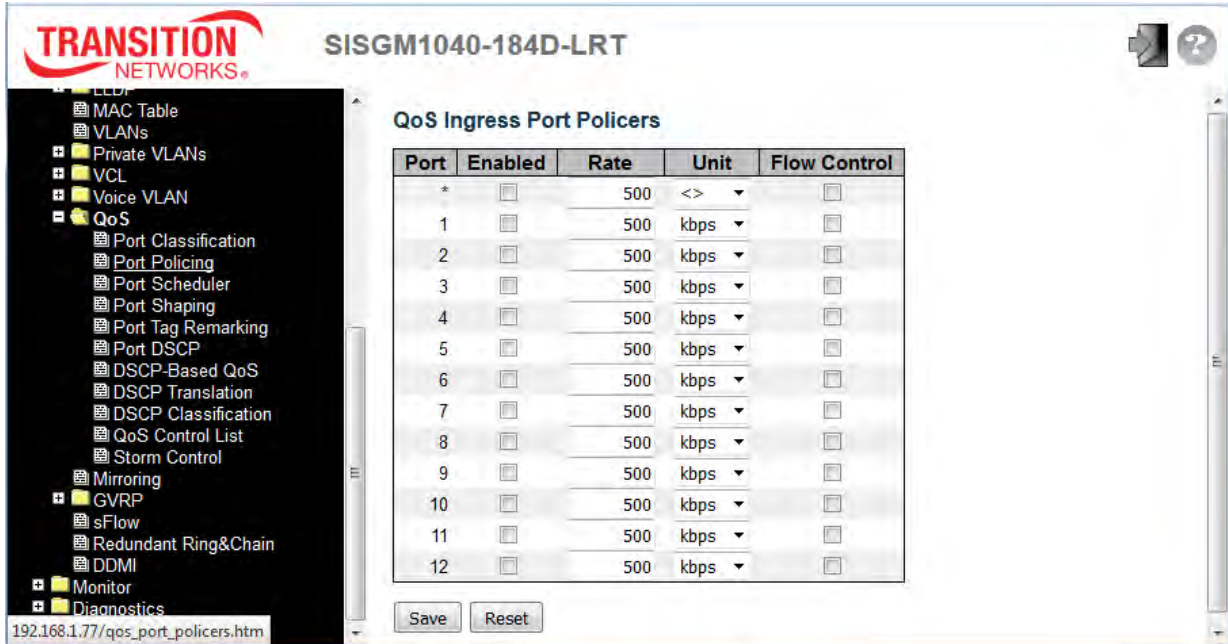 TRANSITION
NETWORKS®
SISGM1040-184D-LRT
LLDP
MAC Table
VLANs
Private VLANs
VCL
Voice VLAN
QoS
Port Classification
Port Policing
Port Scheduler
Port Shaping
Port Tag Remarking
Port DSCP
DSCP-Based QoS
DSCP Translation
DSCP Classification
QoS Control List
Storm Control
Mirroring
GVRP
sFlow
Redundant Ring&Chain
DDMI
Monitor
Diagnostics
192.168.1.77/qos_port_policers.htm
QoS Ingress Port Policers
Port Enabled Rate Unit Flow Control
* 500 <>
1 500 kbps
2 500 kbps
3 500 kbps
4 500 kbps
5 500 kbps
6 500 kbps
7 500 kbps
8 500 kbps
9 500 kbps
10 500 kbps
11 500 kbps
12 500 kbps
Save Reset